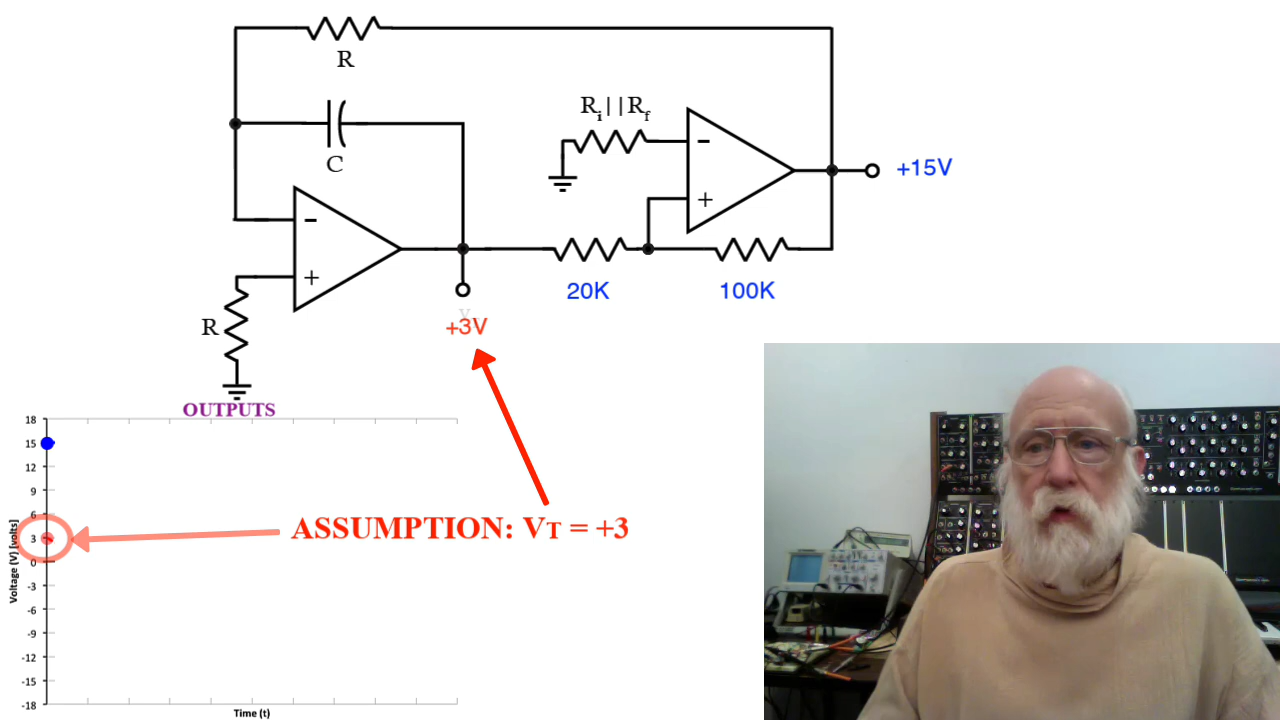 R
C
R
−
+
Ri||Rf
−
+
+15V
20K
100K
+3V
OUTPUTS
18
15
12
9
6
3
0
-3
-6
-9
-12
-15
-18
Voltage (V) [volts]
Time (t)
ASSUMPTION: VT = +3